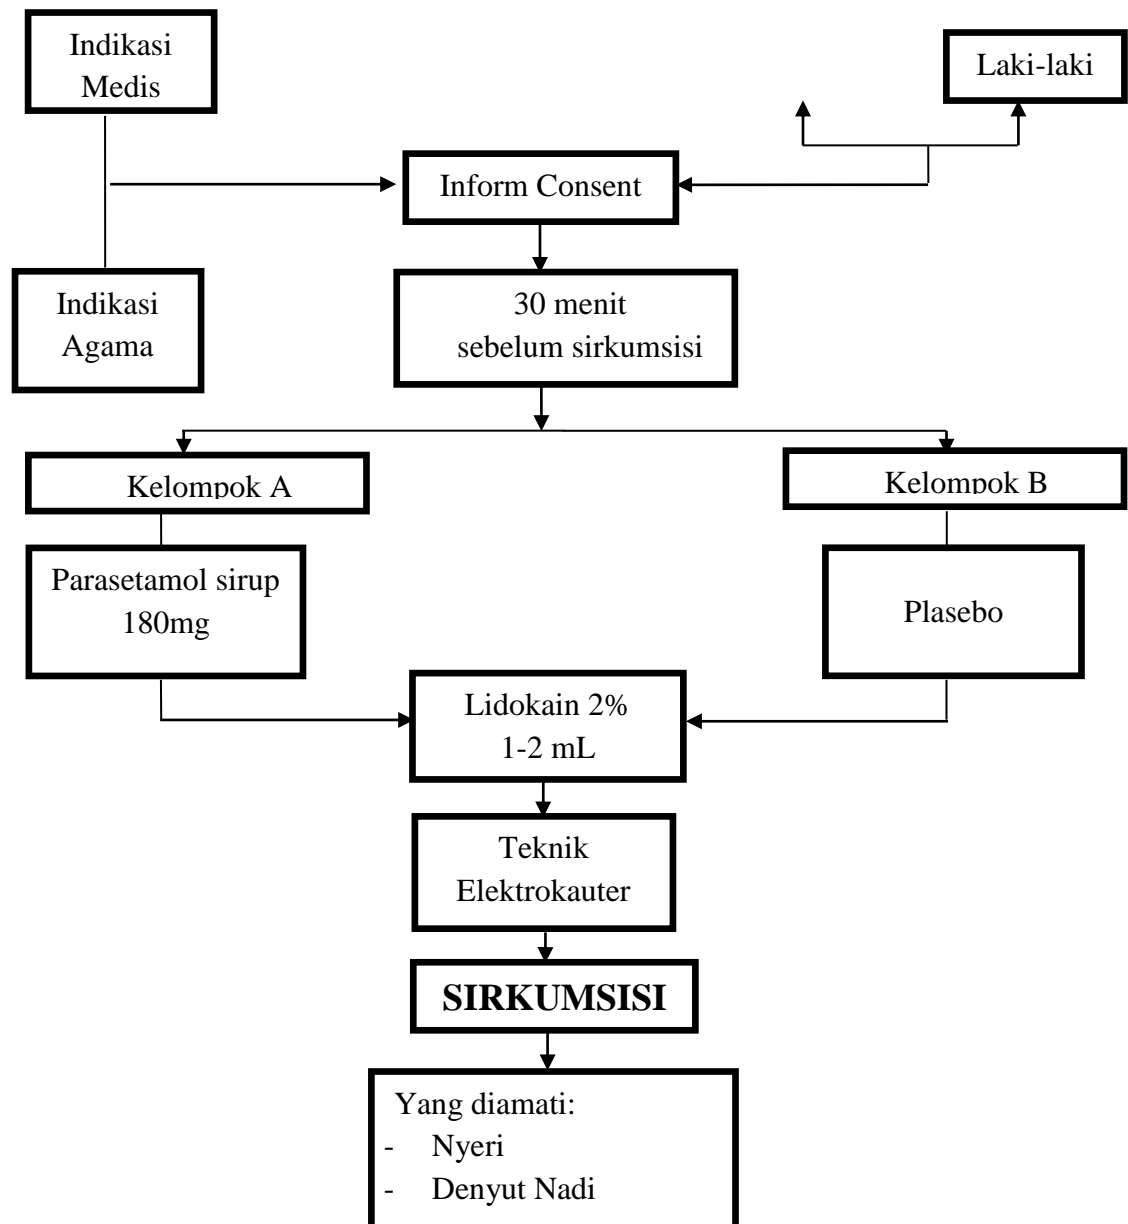 Indikasi
Medis
Laki-laki
Inform Consent
Indikasi
Agama
30 menit
sebelum sirkumsisi
Kelompok A
Kelompok B
Parasetamol sirup
180mg
Plasebo
Lidokain 2%
1-2 mL
Teknik
Elektrokauter
SIRKUMSISI
Yang diamati:
- Nyeri
- Denyut Nadi